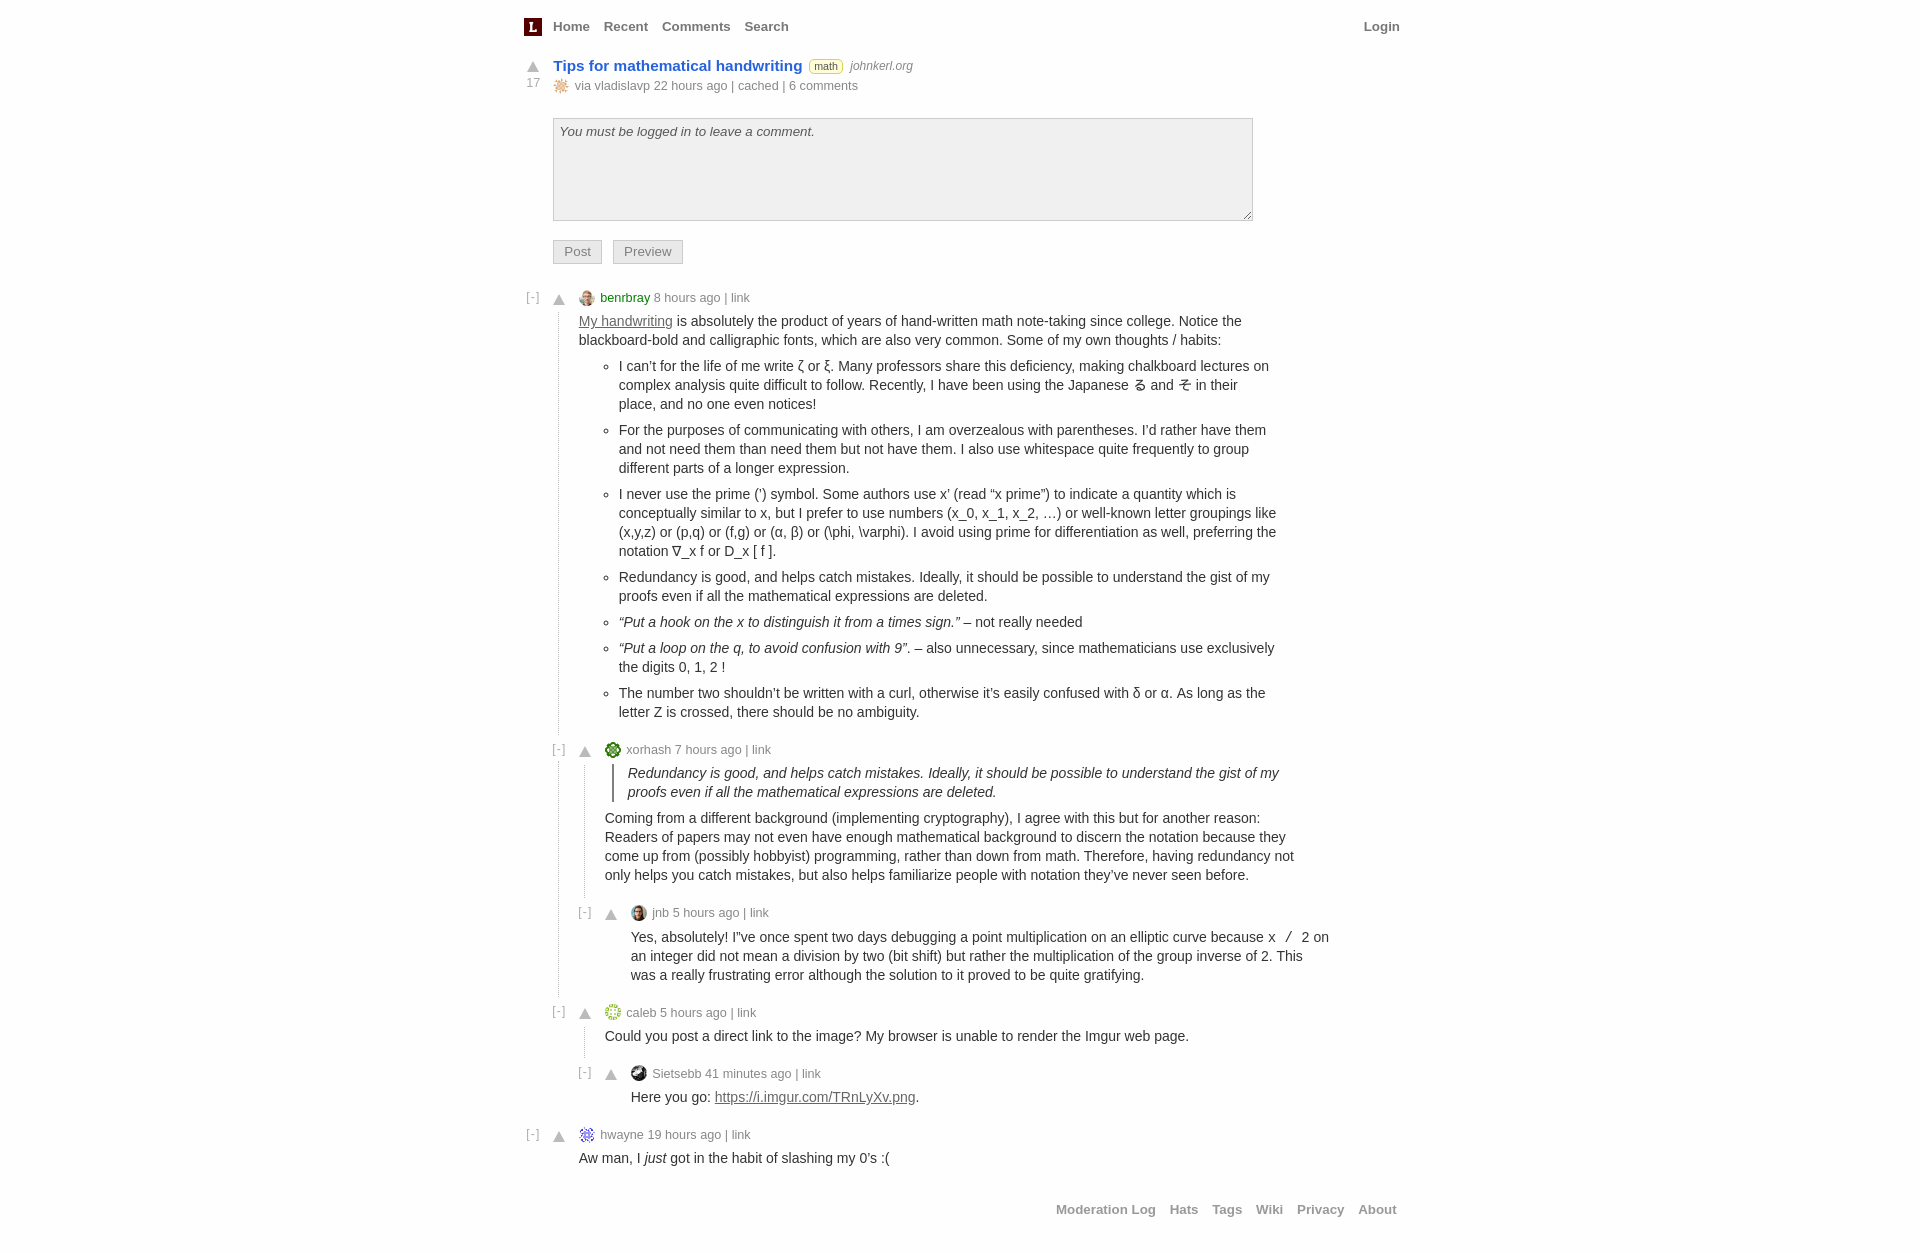 L Home Recent Comments Search Login
Tips for mathematical handwriting math johnkerl.org
17 via vladislavp 22 hours ago | cached | 6 comments
You must be logged in to leave a comment.
Post Preview
[-] benrbray 8 hours ago | link
My handwriting is absolutely the product of years of hand-written math note-taking since college. Notice the
blackboard-bold and calligraphic fonts, which are also very common. Some of my own thoughts / habits:
I can’t for the life of me write ζ or ξ. Many professors share this deficiency, making chalkboard lectures on
complex analysis quite difficult to follow. Recently, I have been using the Japanese る and そ in their
place, and no one even notices!
For the purposes of communicating with others, I am overzealous with parentheses. I’d rather have them
and not need them than need them but not have them. I also use whitespace quite frequently to group
different parts of a longer expression.
I never use the prime (’) symbol. Some authors use x’ (read “x prime”) to indicate a quantity which is
conceptually similar to x, but I prefer to use numbers (x_0, x_1, x_2, …) or well-known letter groupings like
(x,y,z) or (p,q) or (f,g) or (α, β) or (\phi, \varphi). I avoid using prime for differentiation as well, preferring the
notation ∇_x f or D_x [ f ].
Redundancy is good, and helps catch mistakes. Ideally, it should be possible to understand the gist of my
proofs even if all the mathematical expressions are deleted.
“Put a hook on the x to distinguish it from a times sign.” – not really needed
“Put a loop on the q, to avoid confusion with 9”. – also unnecessary, since mathematicians use exclusively
the digits 0, 1, 2 !
The number two shouldn’t be written with a curl, otherwise it’s easily confused with δ or α. As long as the
letter Z is crossed, there should be no ambiguity.
[-] xorhash 7 hours ago | link
Redundancy is good, and helps catch mistakes. Ideally, it should be possible to understand the gist of my
proofs even if all the mathematical expressions are deleted.
Coming from a different background (implementing cryptography), I agree with this but for another reason:
Readers of papers may not even have enough mathematical background to discern the notation because they
come up from (possibly hobbyist) programming, rather than down from math. Therefore, having redundancy not
only helps you catch mistakes, but also helps familiarize people with notation they’ve never seen before.
[-] jnb 5 hours ago | link
Yes, absolutely! I”ve once spent two days debugging a point multiplication on an elliptic curve because x / 2 on
an integer did not mean a division by two (bit shift) but rather the multiplication of the group inverse of 2. This
was a really frustrating error although the solution to it proved to be quite gratifying.
[-] caleb 5 hours ago | link
Could you post a direct link to the image? My browser is unable to render the Imgur web page.
[-] Sietsebb 41 minutes ago | link
Here you go: https://i.imgur.com/TRnLyXv.png.
[-] hwayne 19 hours ago | link
Aw man, I just got in the habit of slashing my 0’s :(
Moderation Log Hats Tags Wiki Privacy About